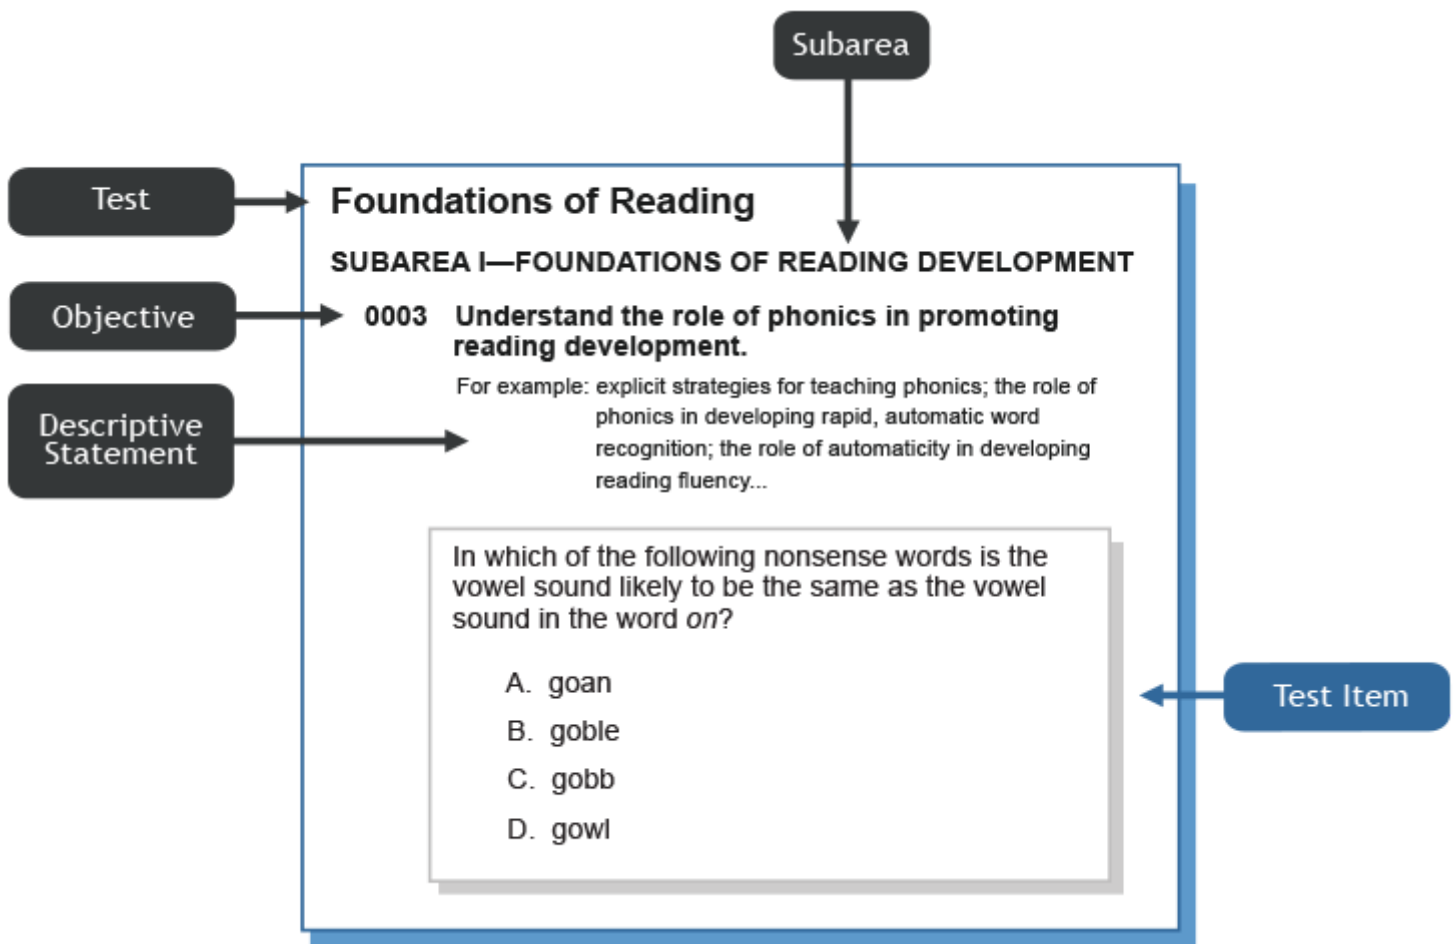 Subarea
Test
Foundations of Reading
SUBAREA I—FOUNDATIONS OF READING DEVELOPMENT
Objective
0003 Understand the role of phonics in promoting
reading development.
Descriptive
Statement
For example: explicit strategies for teaching phonics; the role of
phonics in developing rapid, automatic word
recognition; the role of automaticity in developing
reading fluency...
In which of the following nonsense words is the
vowel sound likely to be the same as the vowel
sound in the word on?
A. goan
B. goble
C. gobb
D. gowl
Test Item